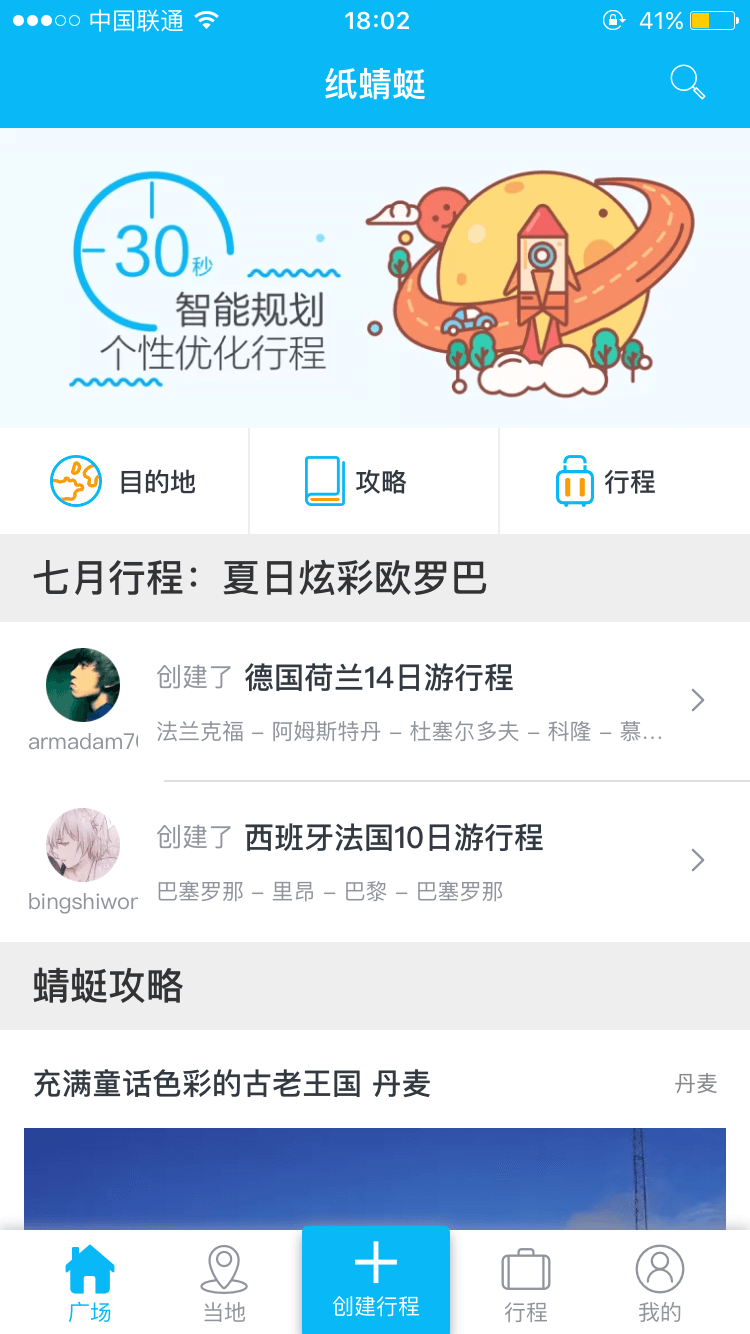 中国联通 18:02 41%
纸蜻蜓
30秒
智能规划
个性优化行程
目的地 攻略 行程
七月行程：夏日炫彩欧罗巴
创建了 德国荷兰14日游行程
armadam7 法兰克福 – 阿姆斯特丹 – 杜塞尔多夫 – 科隆 – 慕...
创建了 西班牙法国10日游行程
bingshiwor 巴塞罗那 – 里昂 – 巴黎 – 巴塞罗那
蜻蜓攻略
充满童话色彩的古老王国 丹麦 丹麦
广场 当地 创建行程 行程 我的